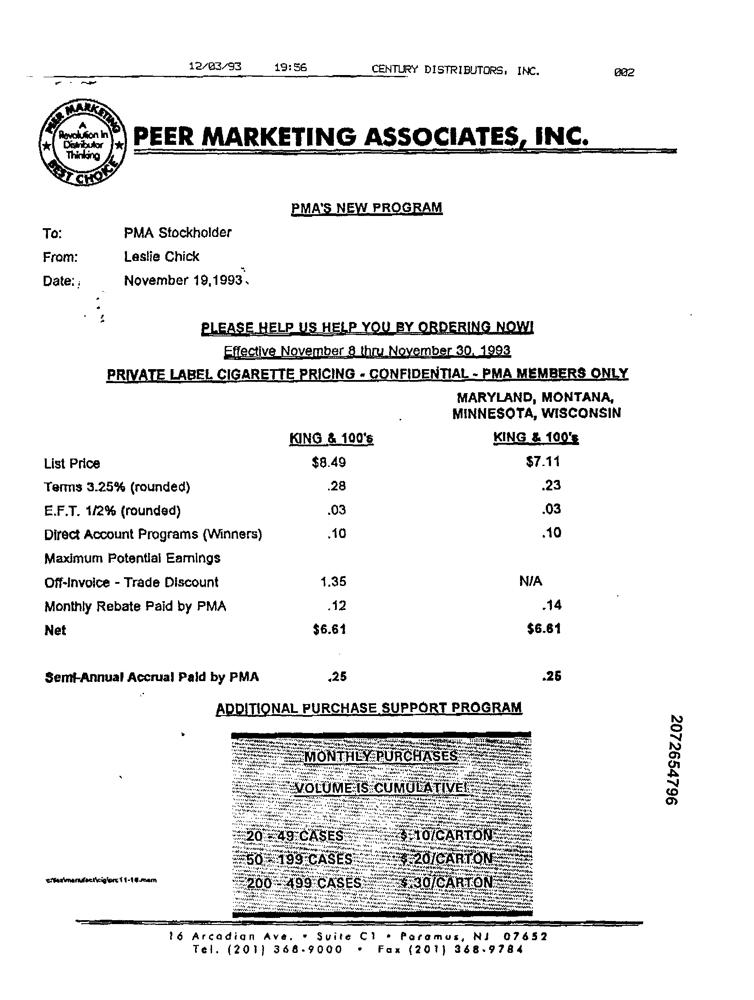 12/03/93 19:56 CENTURY DISTRIBUTORS, INC. 002
PEER MARKETING
A
Revolution In
Distributor
Thinking
BEST CHOICE
PEER MARKETING ASSOCIATES, INC.
PMA'S NEW PROGRAM
To: PMA Stockholder
From: Leslie Chick
Date: November 19,1993
PLEASE HELP US HELP YOU BY ORDERING NOW!
Effective November 8 thru November 30, 1993
PRIVATE LABEL CIGARETTE PRICING - CONFIDENTIAL - PMA MEMBERS ONLY
MARYLAND, MONTANA,
MINNESOTA, WISCONSIN
KING & 100's KING & 100's
List Price $8.49 $7.11
Terms 3.25% (rounded) .28 .23
E.F.T. 1/2% (rounded) .03 .03
Direct Account Programs (Winners) .10 .10
Maximum Potential Earnings
Off-Invoice - Trade Discount 1.35 N/A
Monthly Rebate Paid by PMA .12 .14
Net $6.61 $6.61
Semi-Annual Accrual Paid by PMA .25 .25
ADDITIONAL PURCHASE SUPPORT PROGRAM
MONTHLY PURCHASES
VOLUME IS CUMULATIVE!
20 - 49 CASES $.10/CARTON
50 - 199 CASES $.20/CARTON
200 - 499 CASES $.30/CARTON
2072654796
16 Arcadian Ave. • Suite C1 • Paramus, NJ 07652
Tel. (201) 368-9000 • Fax (201) 368-9784